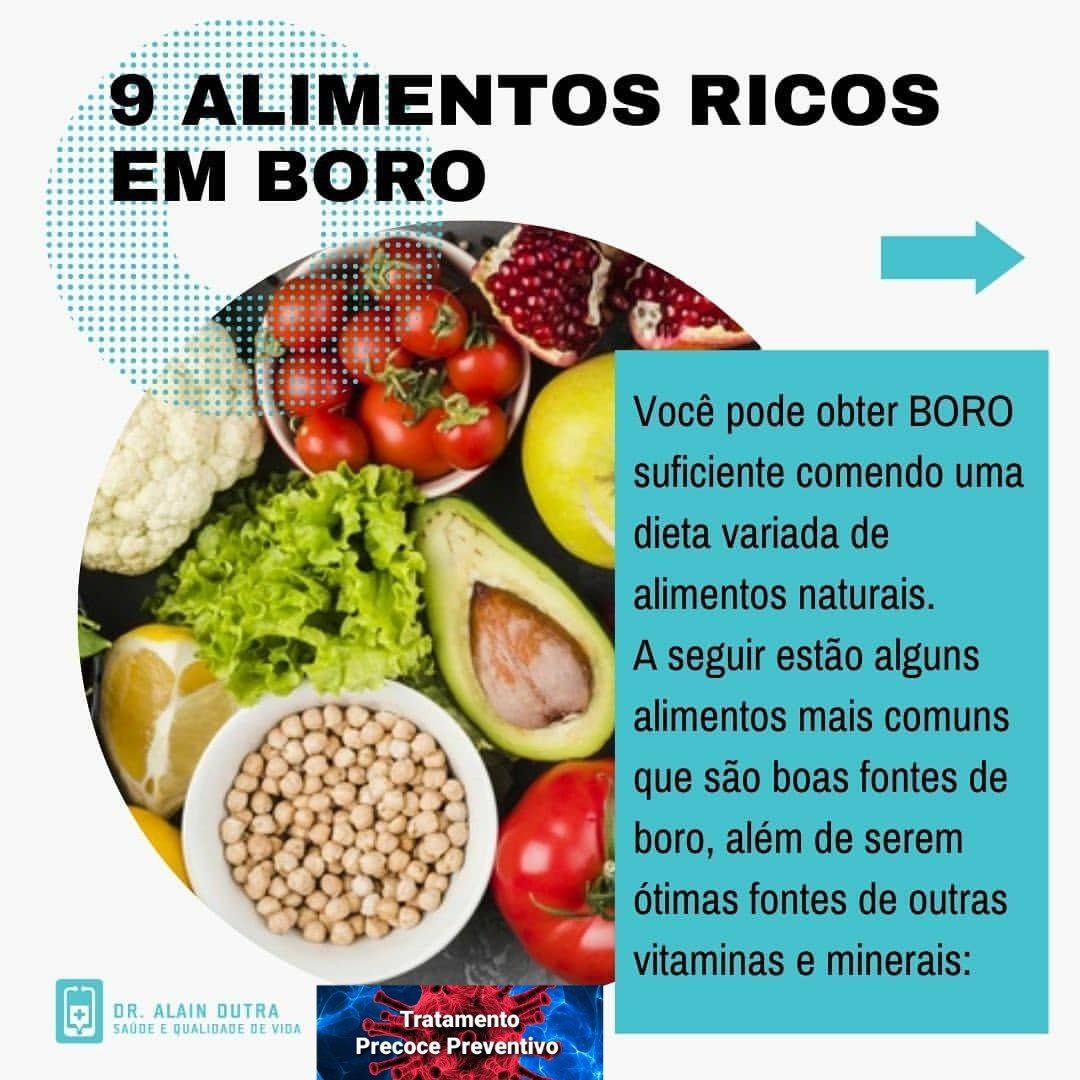 9 ALIMENTOS RICOS
EM BORO
Você pode obter BORO
suficiente comendo uma
dieta variada de
alimentos naturais.
A seguir estão alguns
alimentos mais comuns
que são boas fontes de
boro, além de serem
ótimas fontes de outras
vitaminas e minerais:
DR. ALAIN DUTRA
SAÚDE E QUALIDADE DE VIDA
Tratamento
Precoce Preventivo